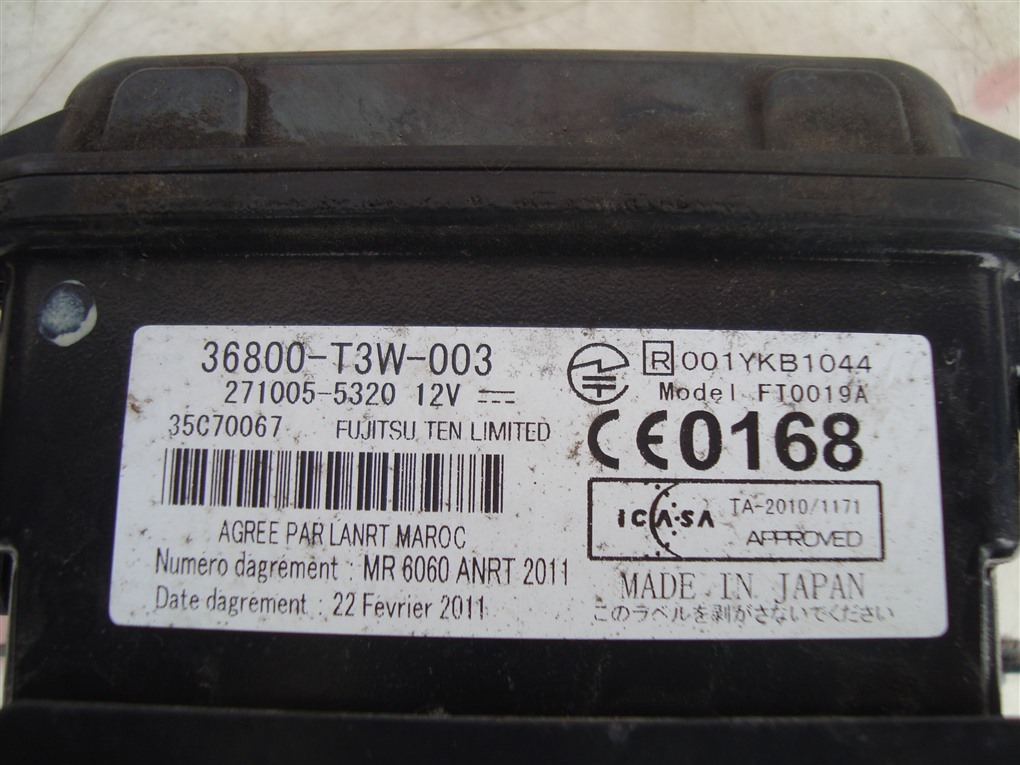 36800-T3W-003
271005-5320 12V
35C70067 FUJITSU TEN LIMITED
AGREE PAR LANRT MAROC
Numero dagrement : MR 6060 ANRT 2011
Date dagrement : 22 Fevrier 2011
R 001YKB1044
Model FT0019A
CE0168
ICASA TA-2010/1171
APPROVED
MADE IN JAPAN
このラベルを剥がさないでください